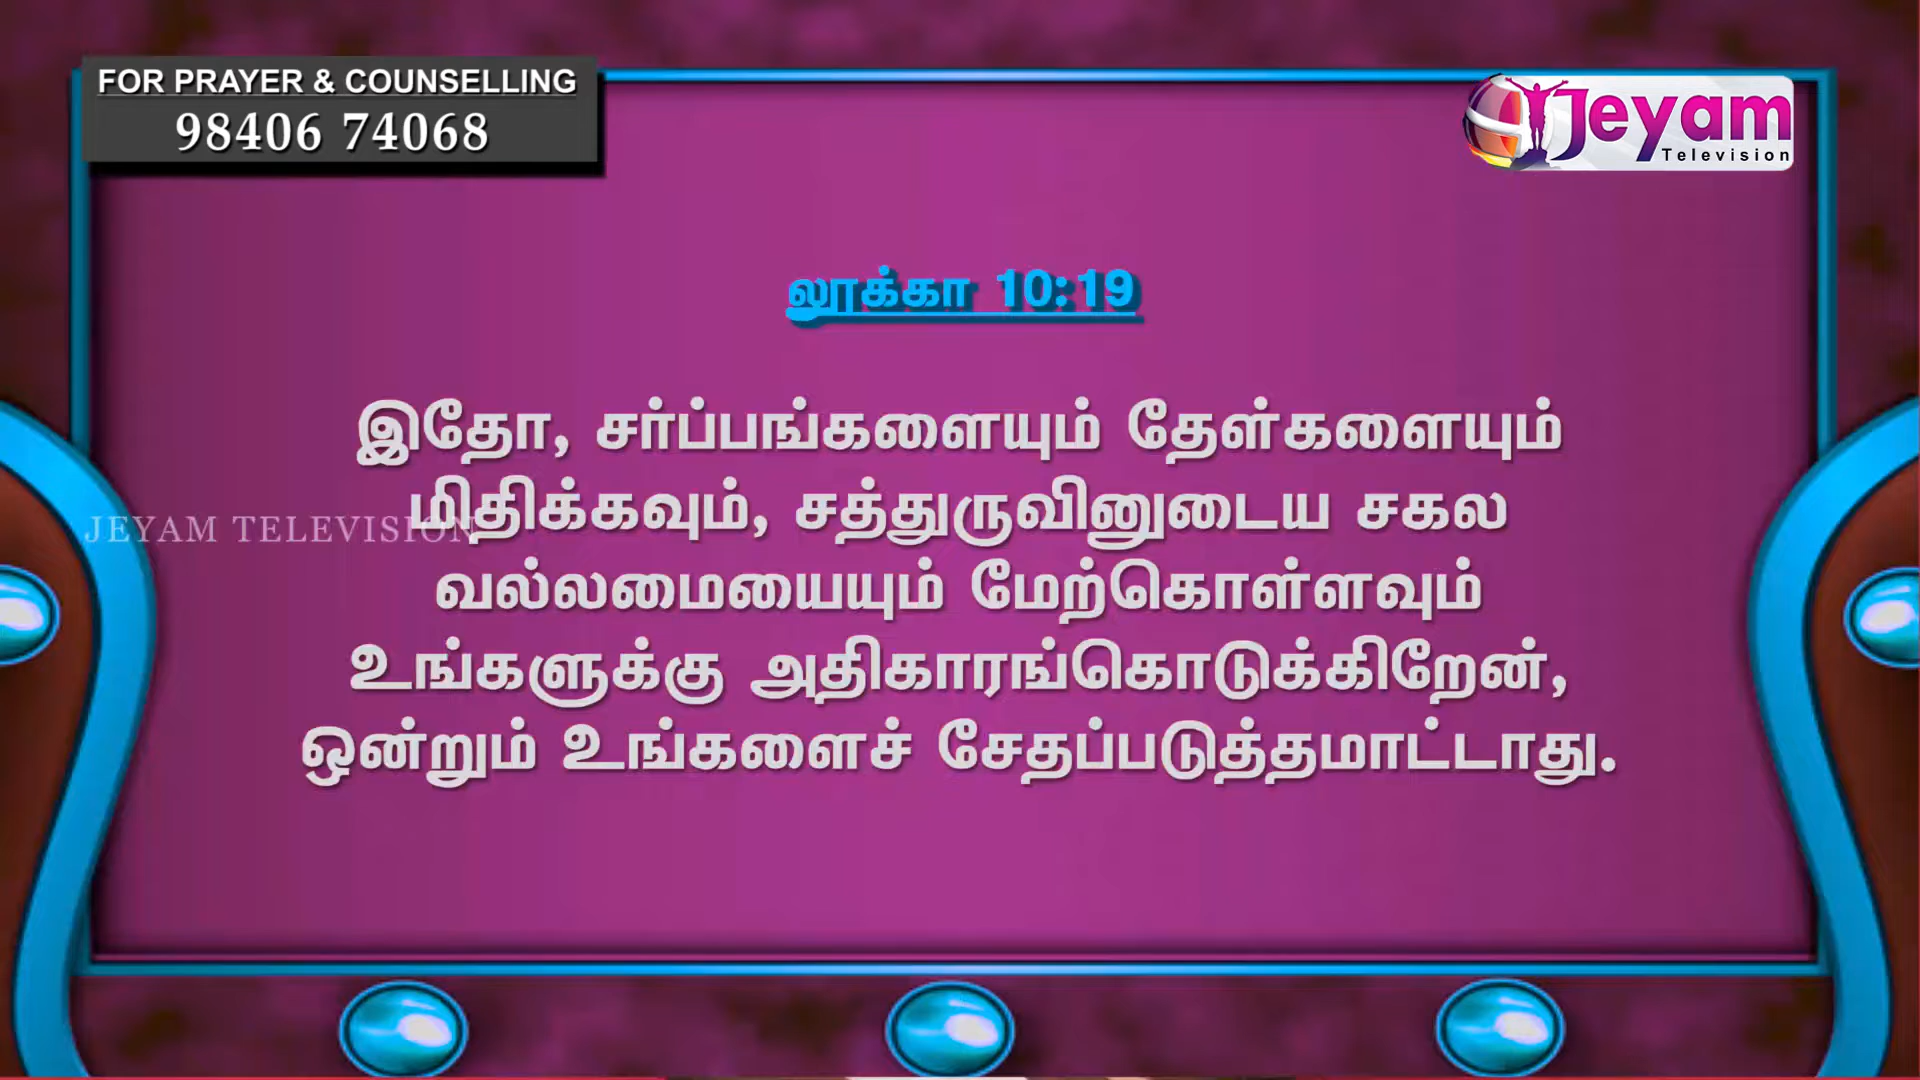 FOR PRAYER & COUNSELLING
98406 74068
Jeyam
Television
லூக்கா 10:19
இதோ, சர்ப்பங்களையும் தேள்களையும்
மிதிக்கவும், சத்துருவினுடைய சகல
JEYAM TELEVISION
வல்லமையையும் மேற்கொள்ளவும்
உங்களுக்கு அதிகாரங்கொடுக்கிறேன்,
ஒன்றும் உங்களைச் சேதப்படுத்தமாட்டாது.